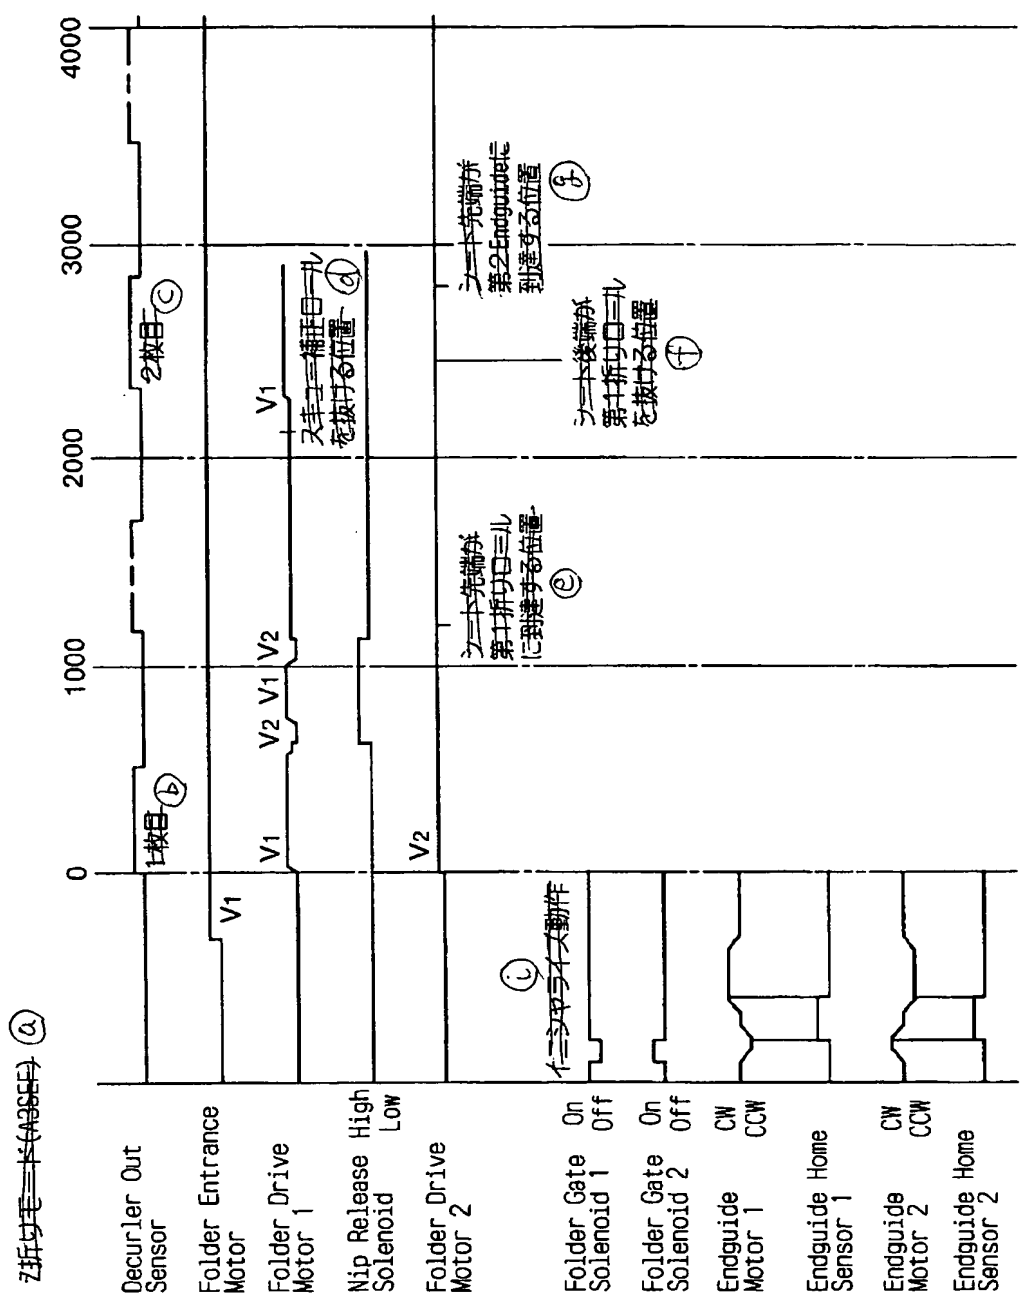 Z折りモード(A3SEF) ⓐ
0
1000
2000
3000
4000
Decurler Out
Sensor
1枚目 ⓑ
2枚目 ⓒ
Folder Entrance
Motor
V1
Folder Drive
Motor 1
V1
V2
V1
V2
V1
スキュー補正ロール
を抜ける位置 ⓓ
Nip Release
Solenoid
High
Low
Folder Drive
Motor 2
V2
シート先端が
第1折りロール
に到達する位置
ⓔ
シート先端が
第2Endguideに
到達する位置
ⓖ
シート後端が
第1折りロール
を抜ける位置
ⓕ
ⓘ
イニシャライズ動作
Folder Gate
Solenoid 1
On
Off
Folder Gate
Solenoid 2
On
Off
Endguide
Motor 1
CW
CCW
Endguide Home
Sensor 1
Endguide
Motor 2
CW
CCW
Endguide Home
Sensor 2